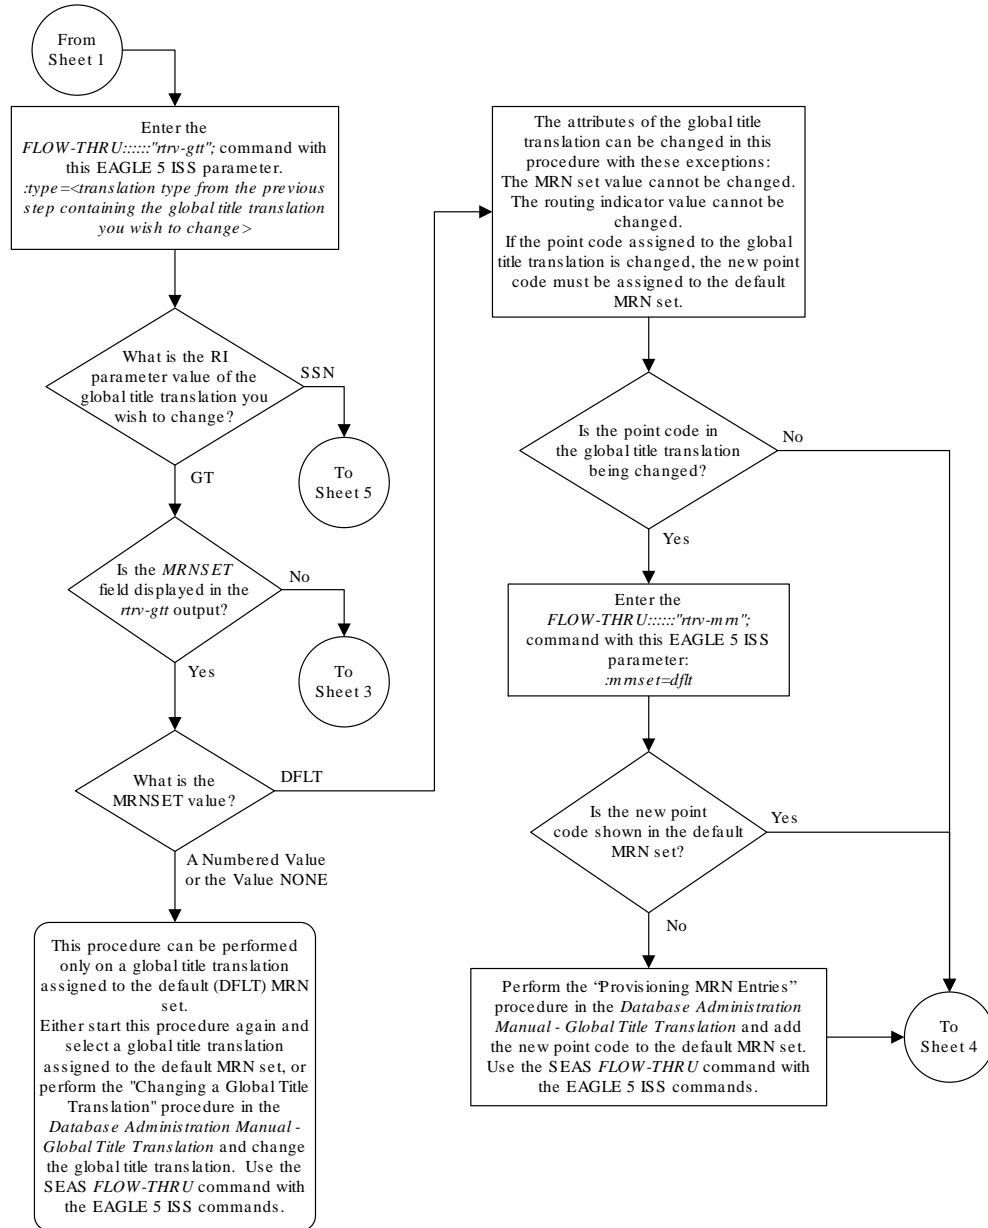 From
Sheet 1
Enter the
FLOW-THRU::::::"rtrv-gtt"; command with
this EAGLE 5 ISS parameter.
:type=<translation type from the previous
step containing the global title translation
you wish to change>
What is the RI
parameter value of the
global title translation you
wish to change?
SSN
To
Sheet 5
GT
Is the MRNSET
field displayed in the
rtrv-gtt output?
No
To
Sheet 3
Yes
What is the
MRNSET value?
DFLT
A Numbered Value
or the Value NONE
This procedure can be performed
only on a global title translation
assigned to the default (DFLT) MRN
set.
Either start this procedure again and
select a global title translation
assigned to the default MRN set, or
perform the "Changing a Global Title
Translation" procedure in the
Database Administration Manual -
Global Title Translation and change
the global title translation. Use the
SEAS FLOW-THRU command with
the EAGLE 5 ISS commands.
The attributes of the global title
translation can be changed in this
procedure with these exceptions:
The MRN set value cannot be changed.
The routing indicator value cannot be
changed.
If the point code assigned to the global
title translation is changed, the new point
code must be assigned to the default
MRN set.
Is the point code in
the global title translation
being changed?
No
Yes
Enter the
FLOW-THRU::::::"rtrv-mrn";
command with this EAGLE 5 ISS
parameter:
:mrnset=dflt
Is the new point
code shown in the default
MRN set?
Yes
No
Perform the “Provisioning MRN Entries”
procedure in the Database Administration
Manual - Global Title Translation and add
the new point code to the default MRN set.
Use the SEAS FLOW-THRU command with
the EAGLE 5 ISS commands.
To
Sheet 4